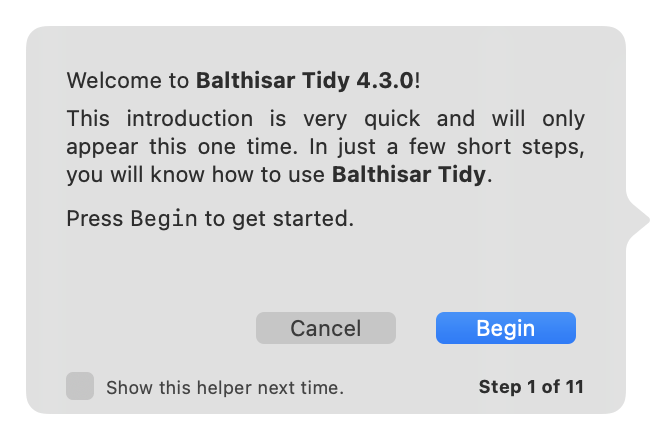 Welcome to Balthisar Tidy 4.3.0!
This introduction is very quick and will only
appear this one time. In just a few short steps,
you will know how to use Balthisar Tidy.
Press Begin to get started.
Cancel
Begin
Show this helper next time.
Step 1 of 11